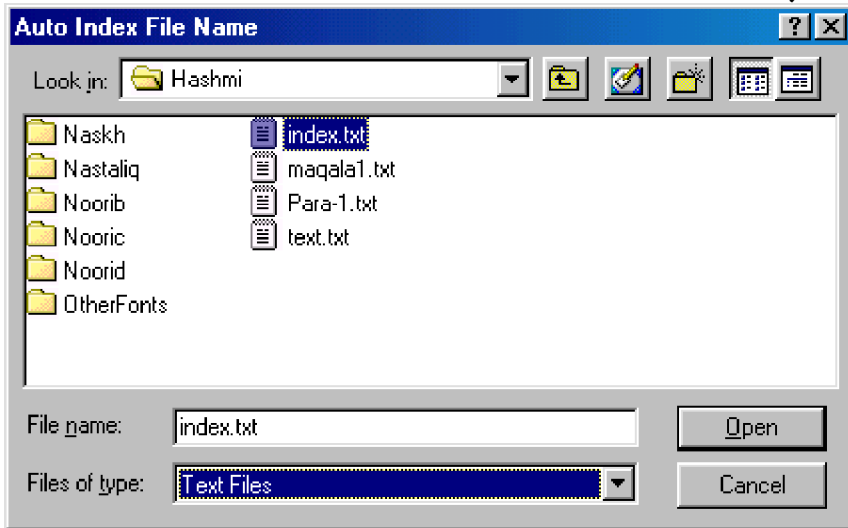 Auto Index File Name
Look in: Hashmi
Naskh index.txt
Nastaliq maqala1.txt
Noorib Para-1.txt
Nooric text.txt
Noorid
OtherFonts
File name: index.txt Open
Files of type: Text Files Cancel